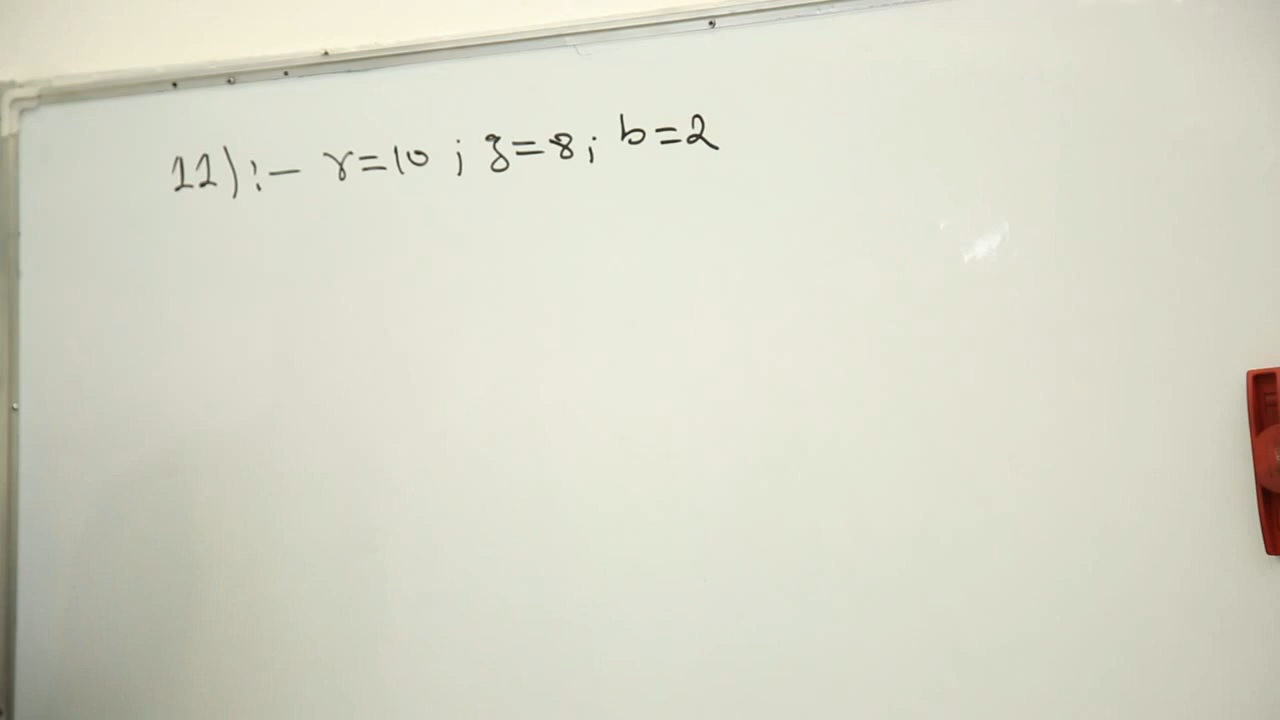 11):- r=10 ; g=8; b=2